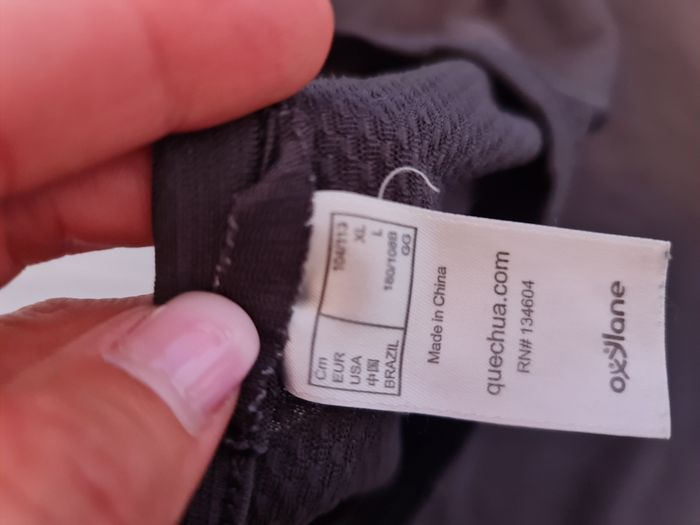 Cm 104/113
EUR XL
USA L
中国 180/108B
BRAZIL GG
Made in China
quechua.com
RN# 134604
oxylane